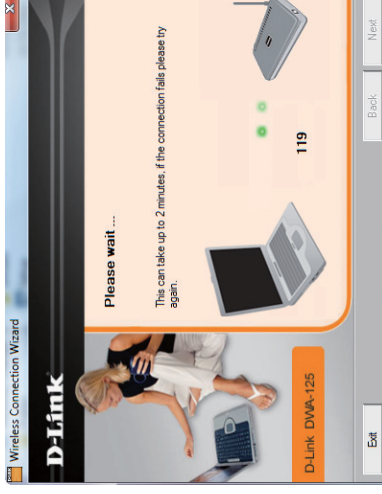 Wireless Connection Wizard
D-Link
Please wait ...
This can take up to 2 minutes, if the connection fails please try
again.
119
D-Link DWA-125
Exit
Back
Next